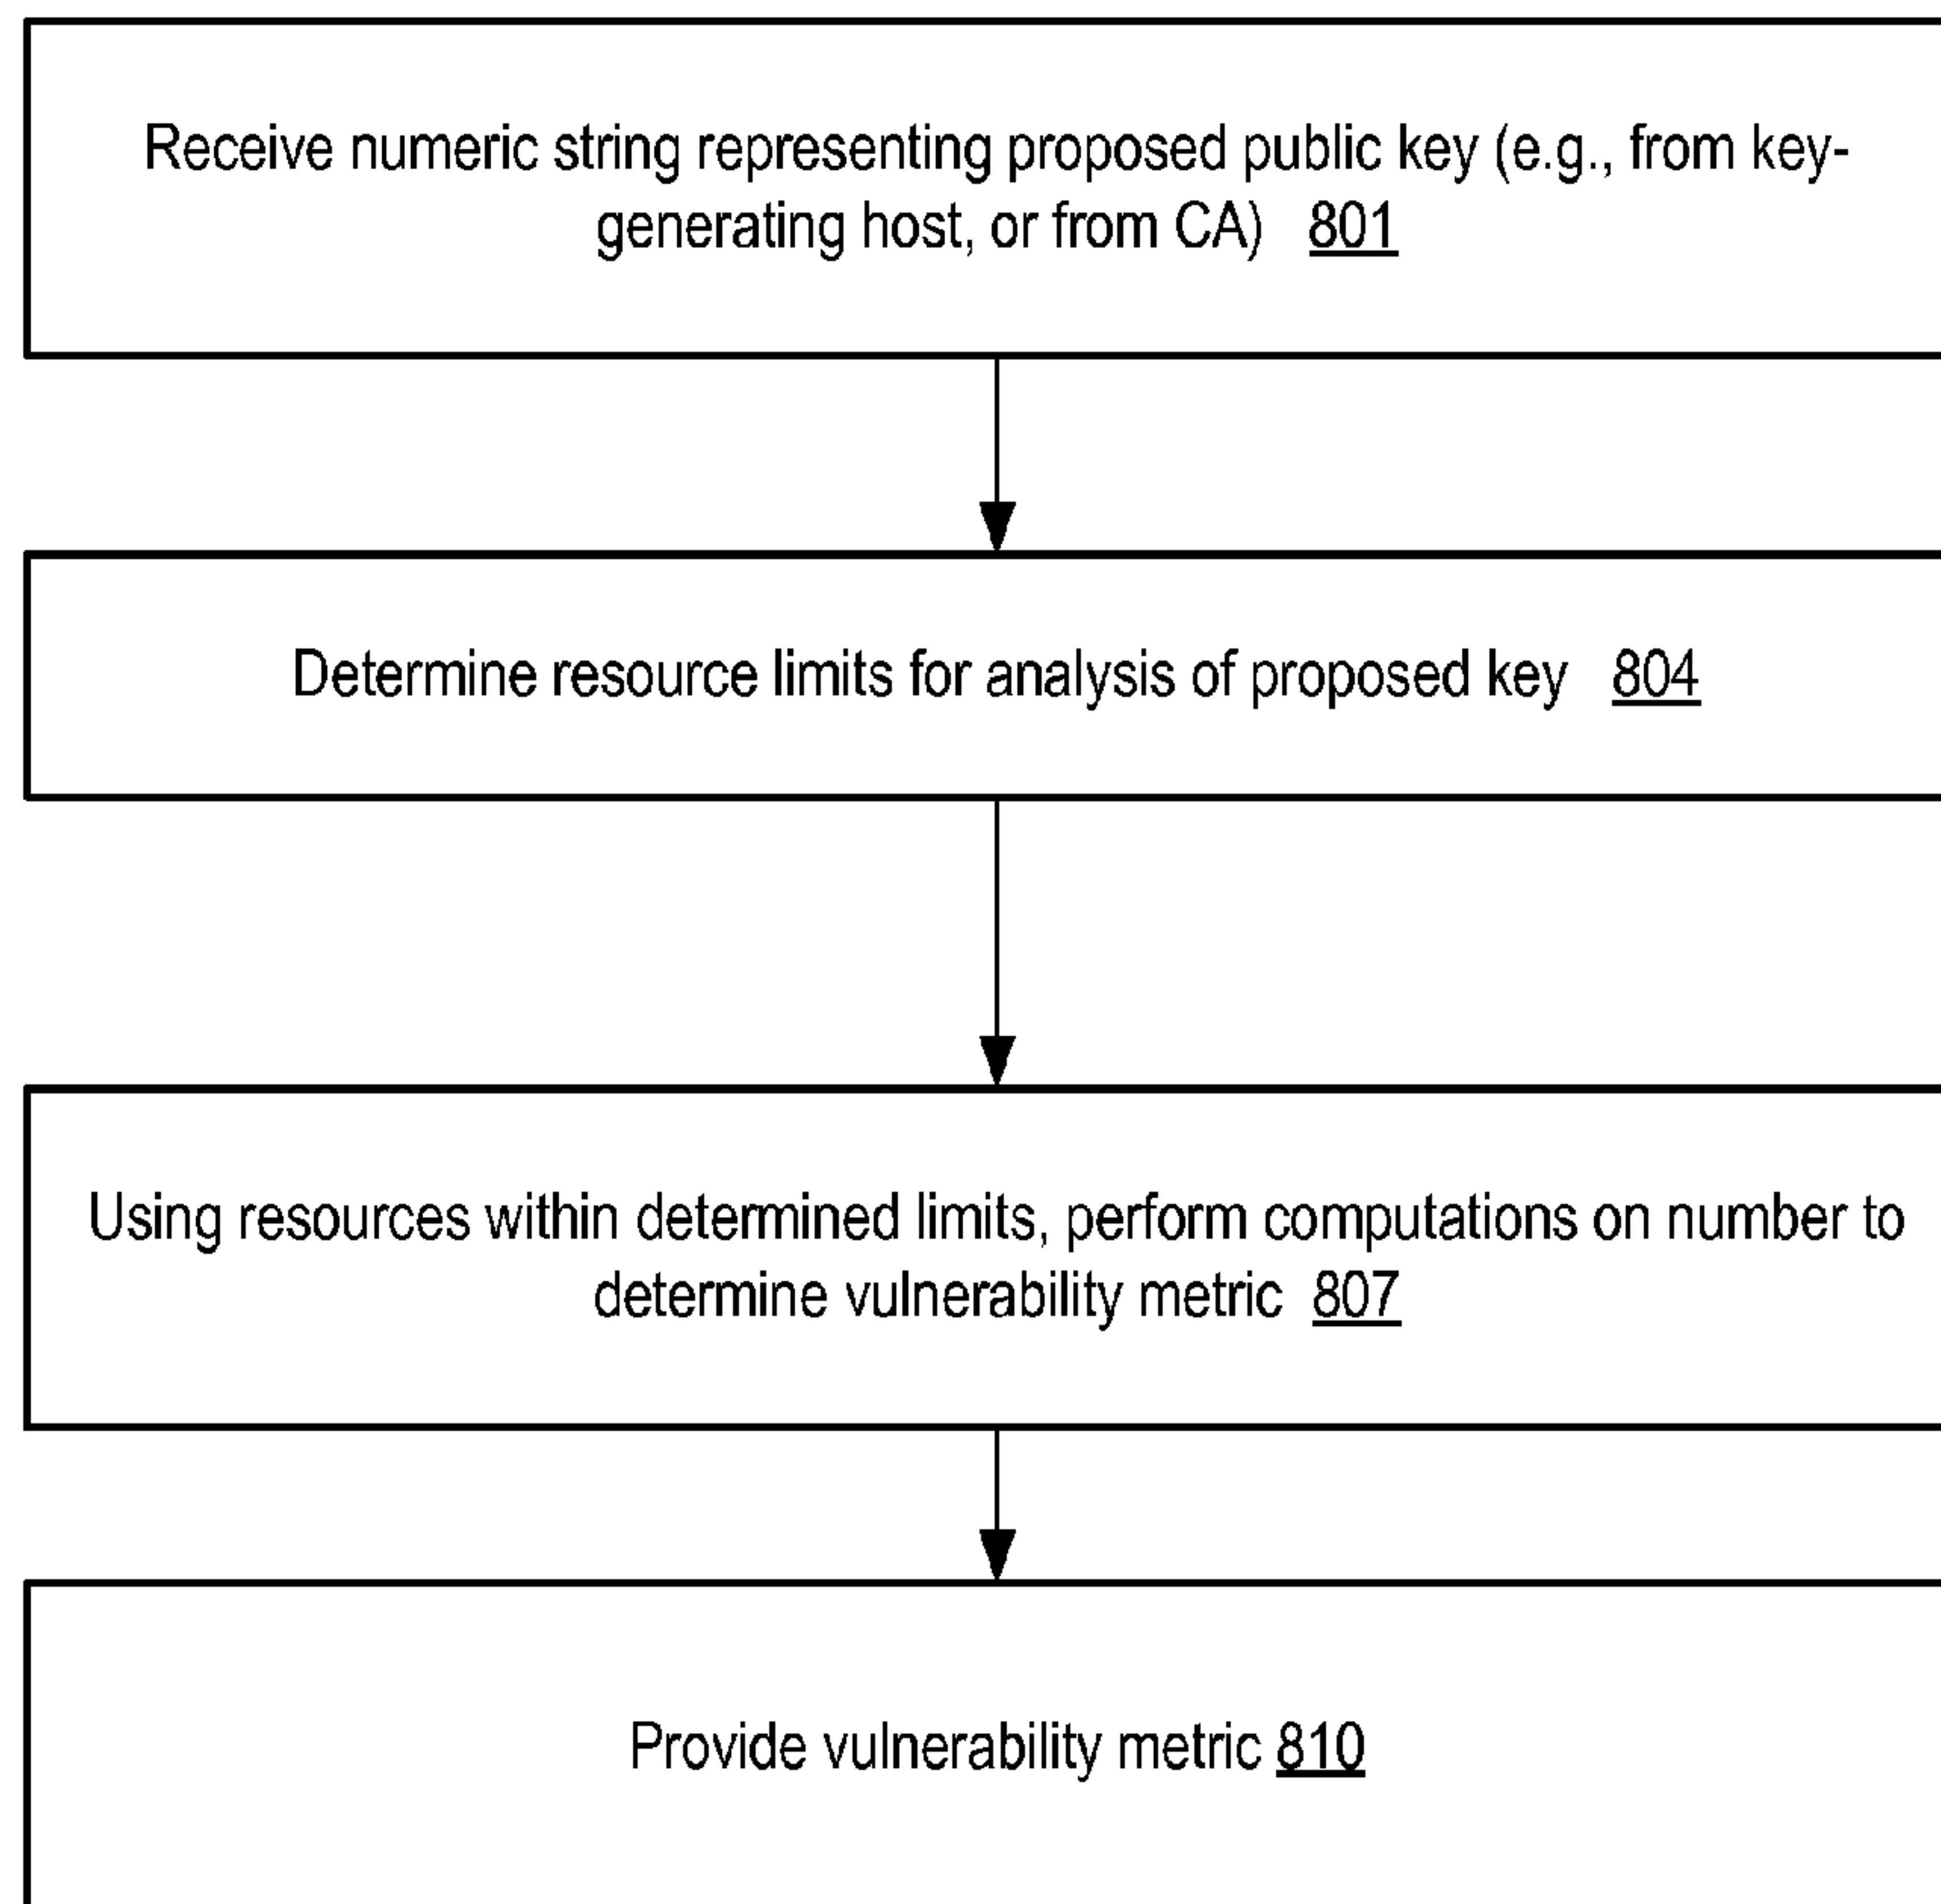 Receive numeric string representing proposed public key (e.g., from key-
generating host, or from CA) 801
Determine resource limits for analysis of proposed key 804
Using resources within determined limits, perform computations on number to
determine vulnerability metric 807
Provide vulnerability metric 810